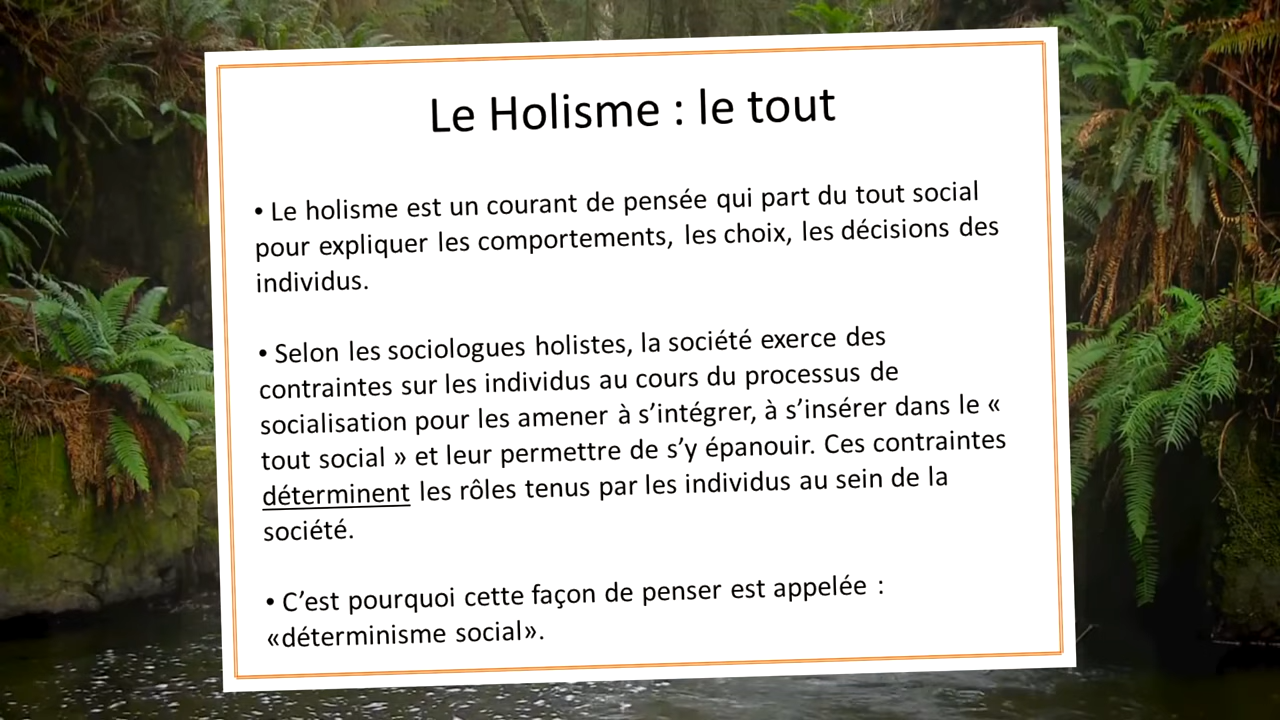 Le Holisme : le tout
• Le holisme est un courant de pensée qui part du tout social
pour expliquer les comportements, les choix, les décisions des
individus.
• Selon les sociologues holistes, la société exerce des
contraintes sur les individus au cours du processus de
socialisation pour les amener à s’intégrer, à s’insérer dans le «
tout social » et leur permettre de s’y épanouir. Ces contraintes
déterminent les rôles tenus par les individus au sein de la
société.
• C’est pourquoi cette façon de penser est appelée :
«déterminisme social».